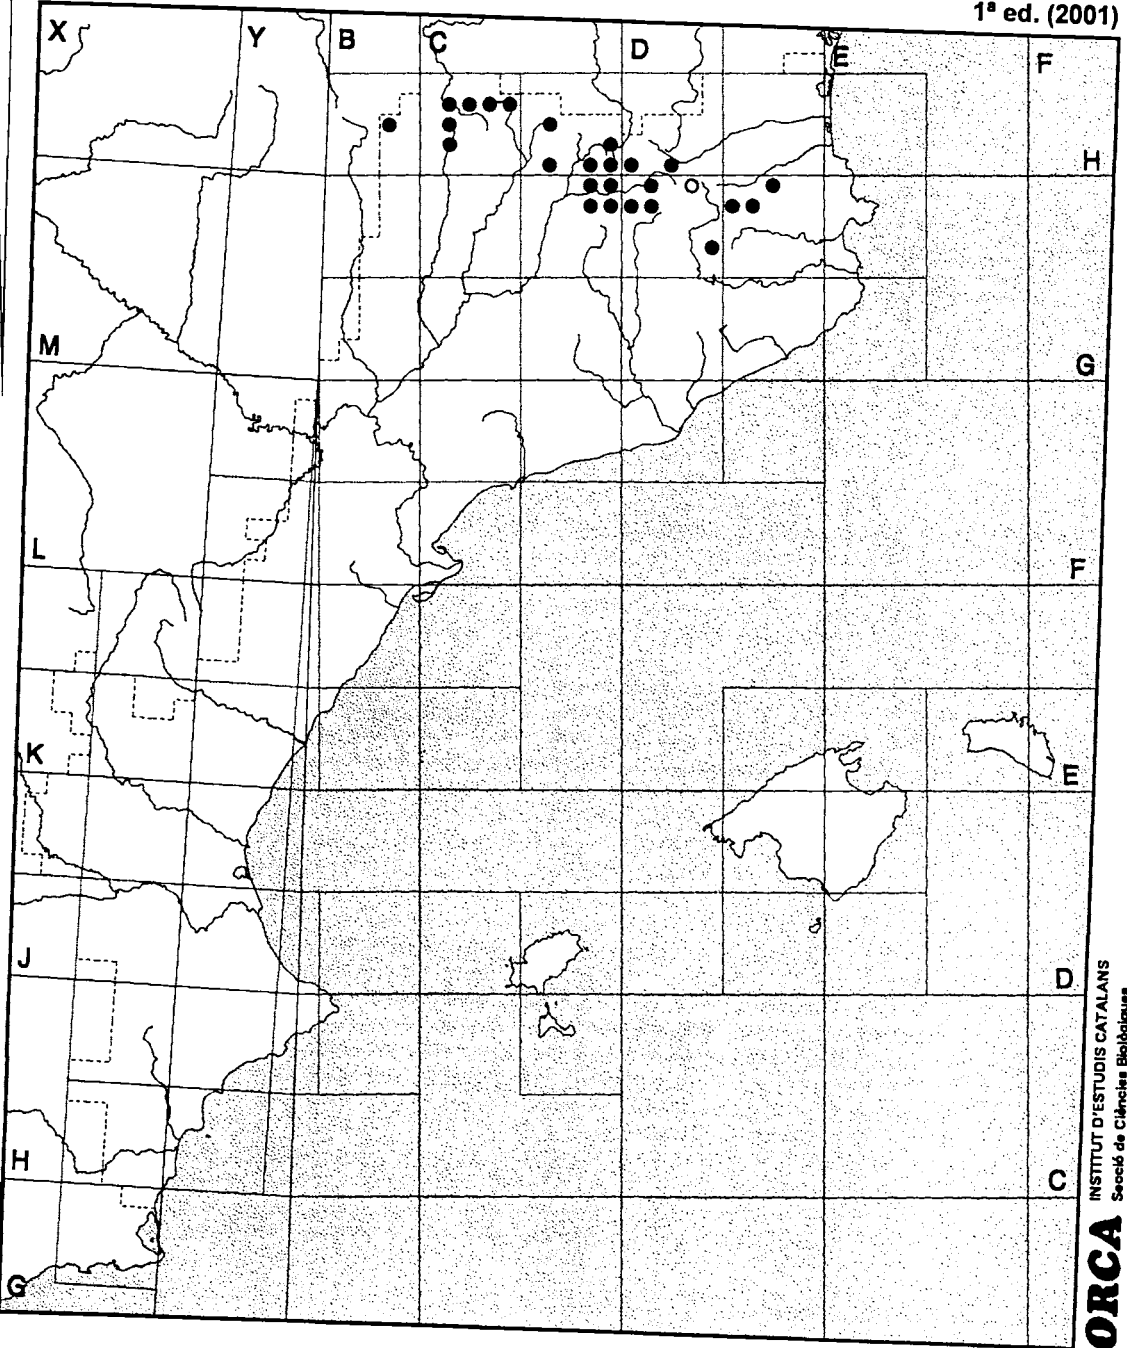 1ª ed. (2001)
X
Y
B
C
D
E
F
H
M
G
L
F
K
E
J
D
H
C
G
INSTITUT D'ESTUDIS CATALANS
Secció de Ciències Biològiques
ORCA